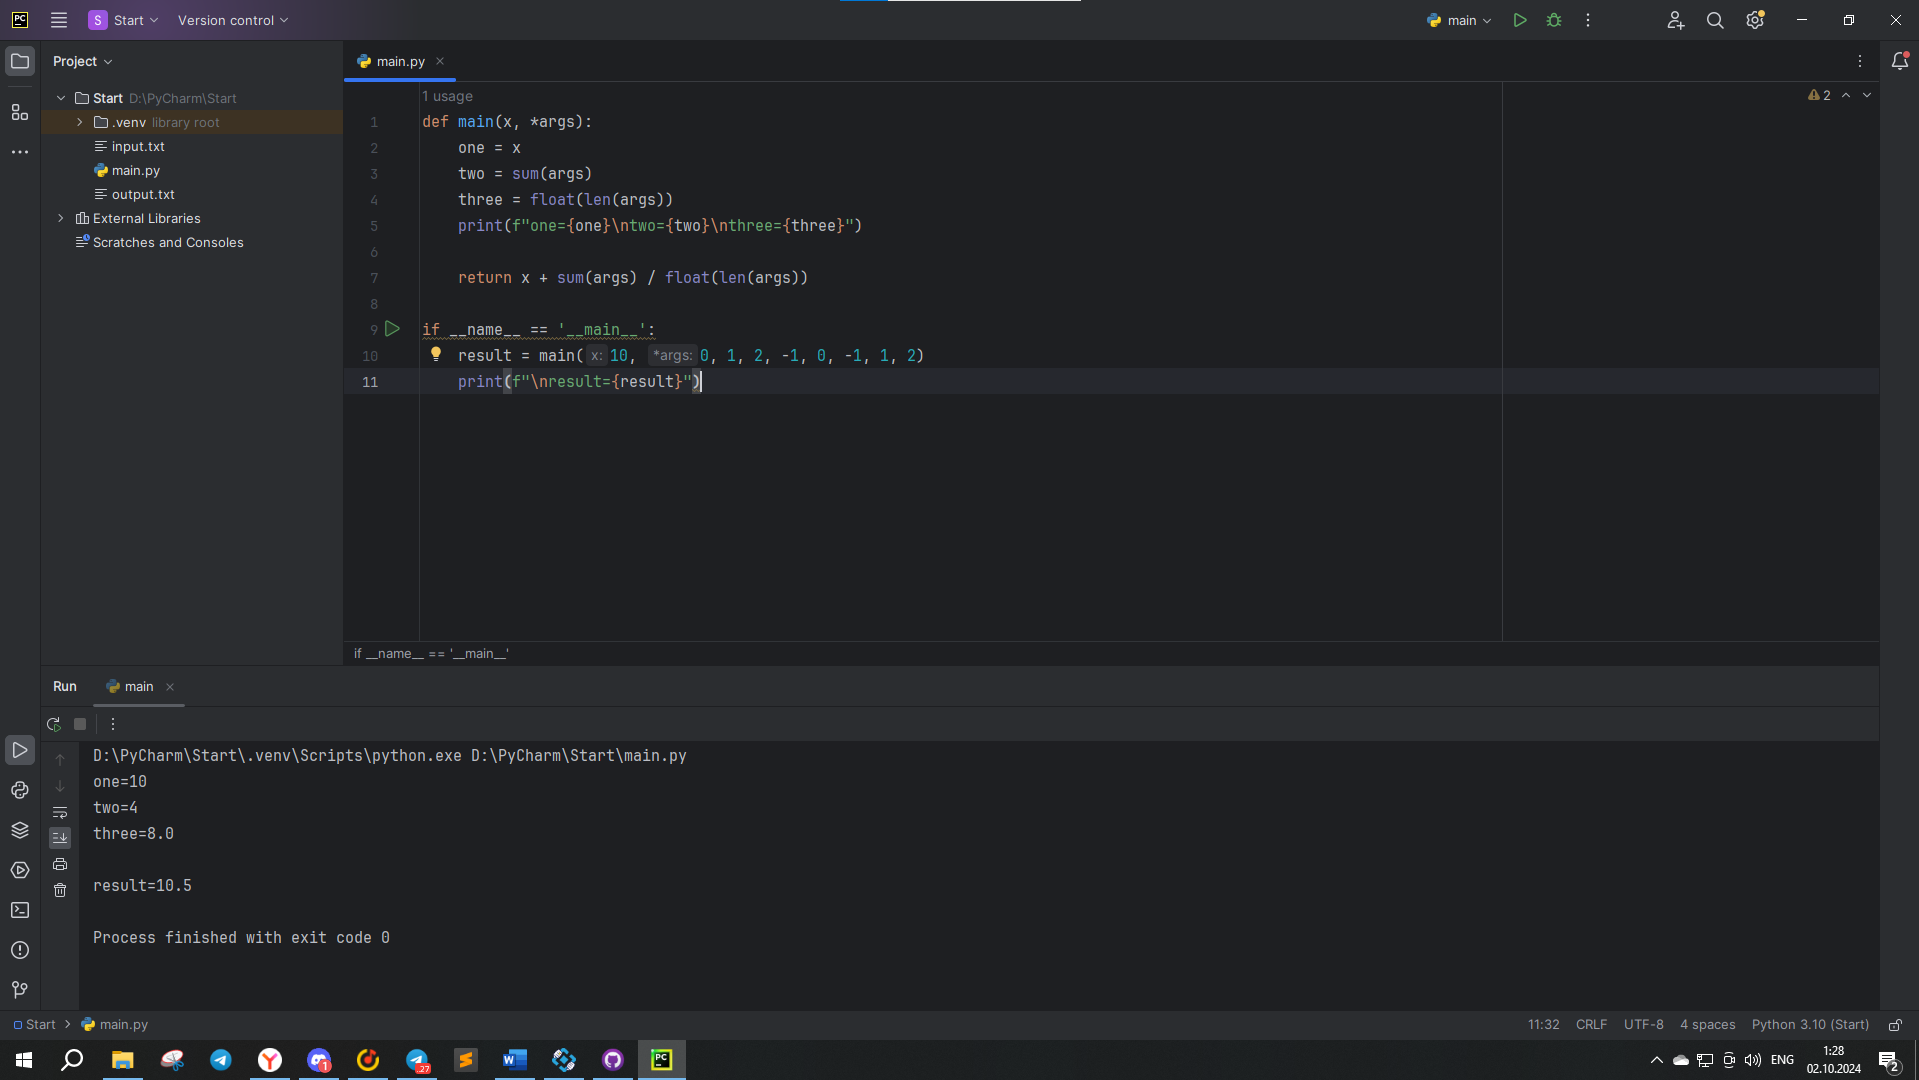 PC
S Start Version control
main
Project
main.py
Start D:\PyCharm\Start
.venv library root
input.txt
main.py
output.txt
External Libraries
Scratches and Consoles
1 usage
2
1 def main(x, *args):
2 one = x
3 two = sum(args)
4 three = float(len(args))
5 print(f"one={one}\ntwo={two}\nthree={three}")
6
7 return x + sum(args) / float(len(args))
8
9 if __name__ == '__main__':
10 result = main( x: 10, *args: 0, 1, 2, -1, 0, -1, 1, 2)
11 print(f"\nresult={result}")
if __name__ == '__main__'
Run main
D:\PyCharm\Start\.venv\Scripts\python.exe D:\PyCharm\Start\main.py
one=10
two=4
three=8.0
result=10.5
Process finished with exit code 0
Start main.py
11:32 CRLF UTF-8 4 spaces Python 3.10 (Start)
1
27
PC
ENG
1:28
02.10.2024
2